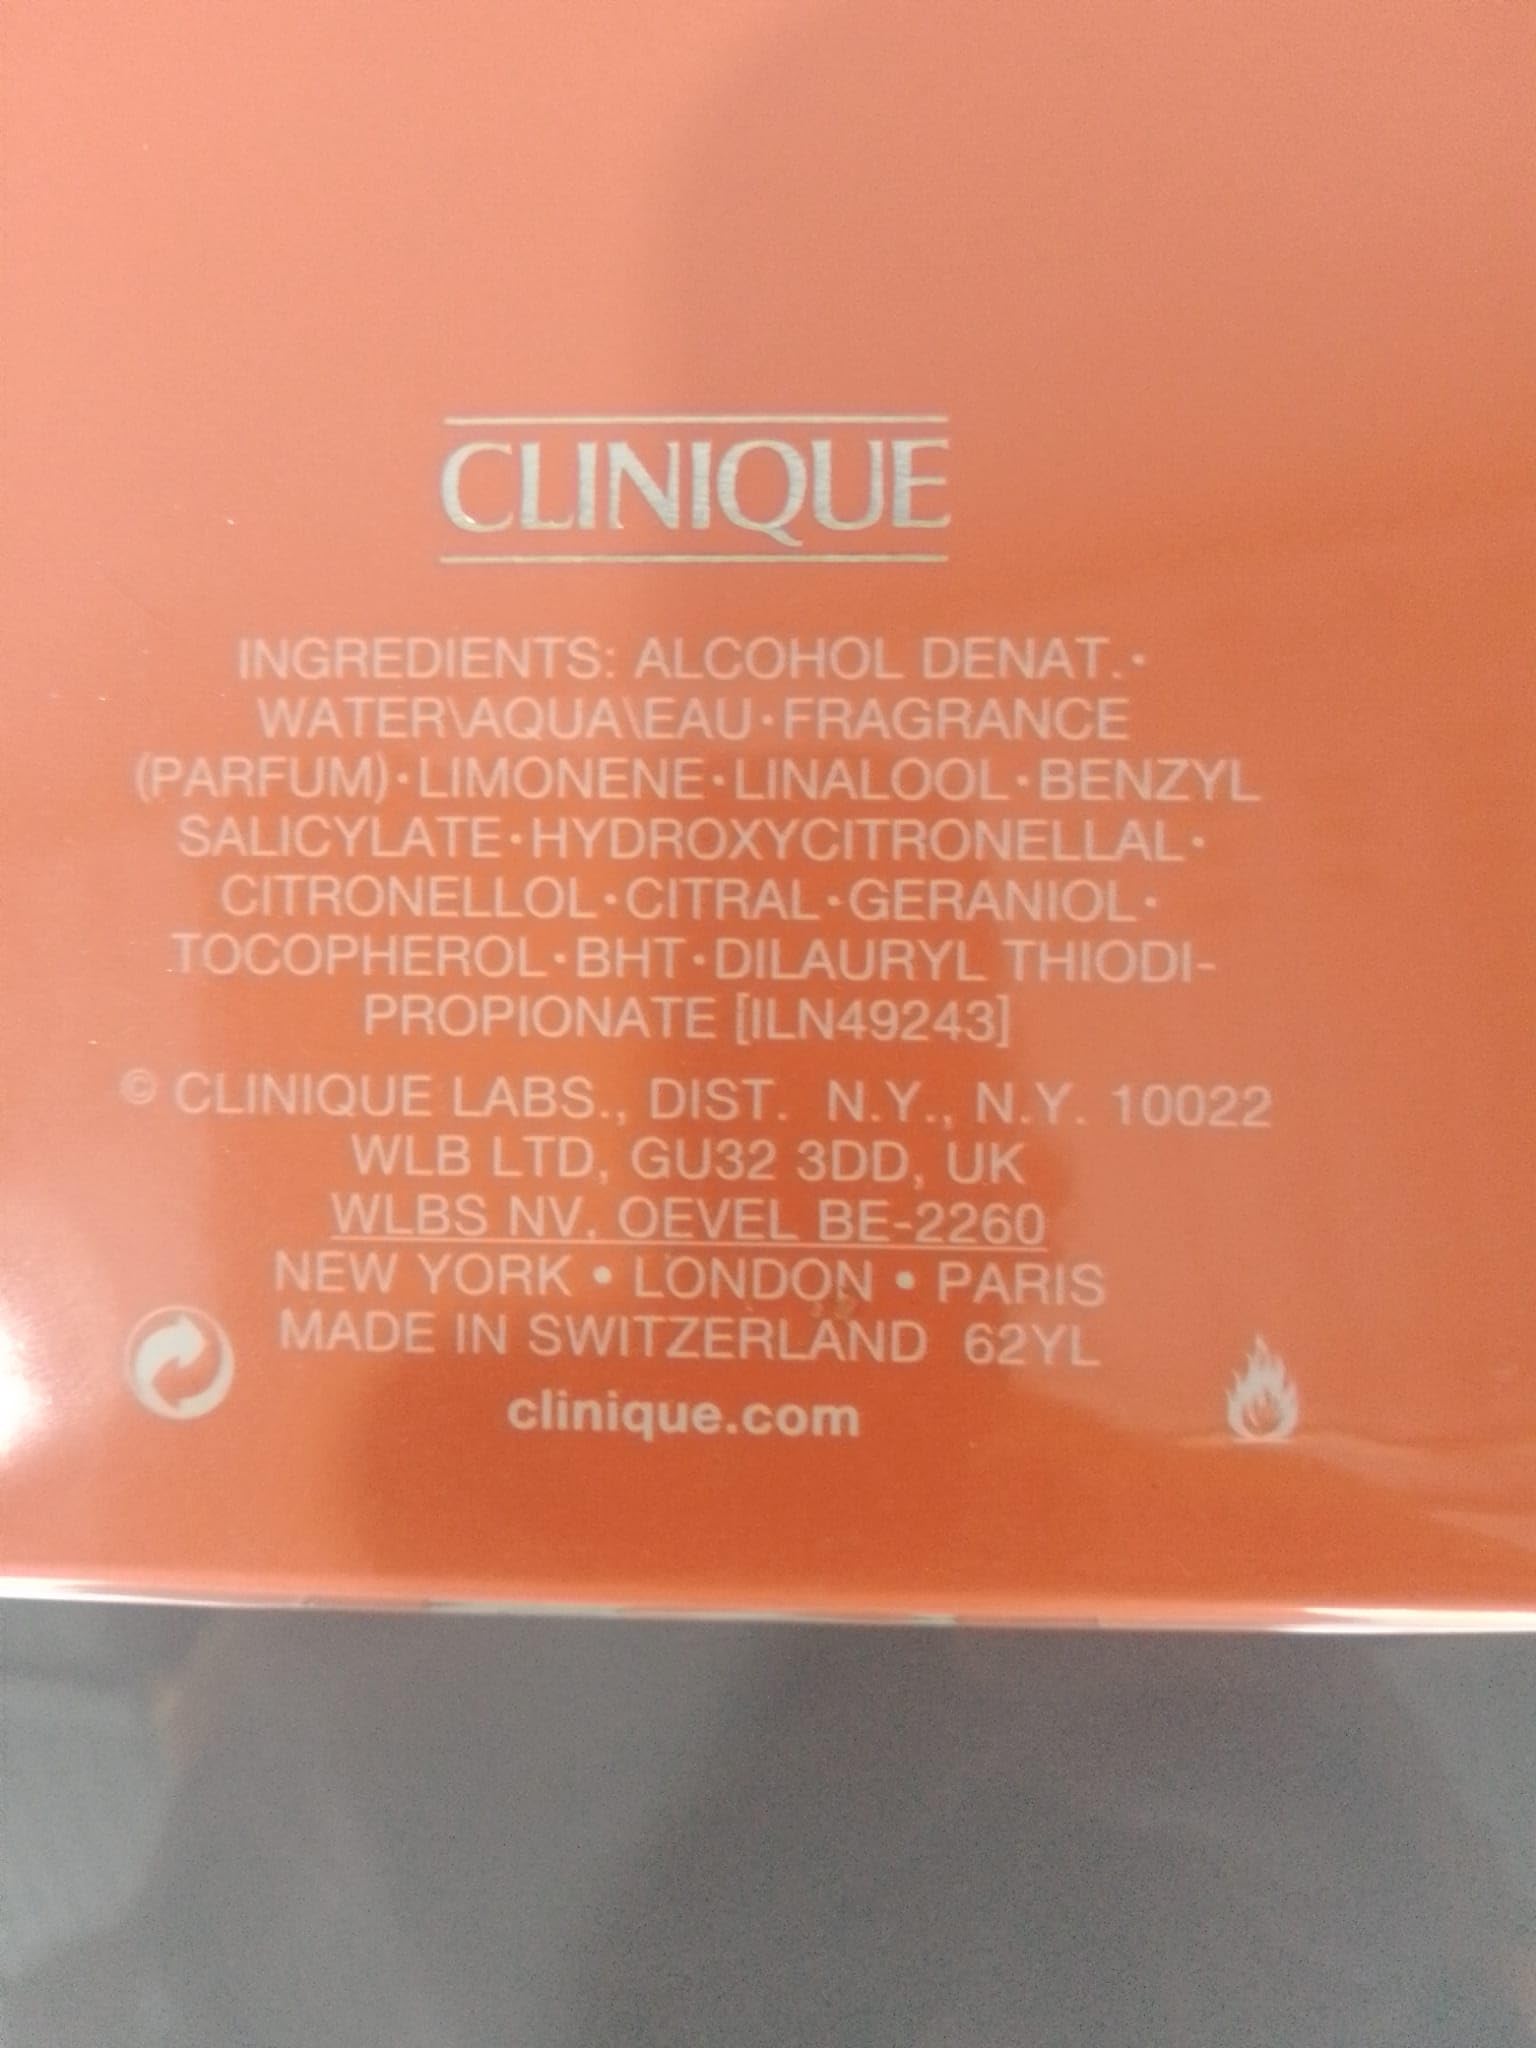 CLINIQUE
INGREDIENTS: ALCOHOL DENAT.•
WATER\AQUA\EAU•FRAGRANCE
(PARFUM)•LIMONENE•LINALOOL•BENZYL
SALICYLATE•HYDROXYCITRONELLAL•
CITRONELLOL•CITRAL•GERANIOL•
TOCOPHEROL•BHT•DILAURYL THIODI-
PROPIONATE [ILN49243]
© CLINIQUE LABS., DIST. N.Y., N.Y. 10022
WLB LTD, GU32 3DD, UK
WLBS NV, OEVEL BE-2260
NEW YORK • LONDON • PARIS
MADE IN SWITZERLAND 62YL
clinique.com